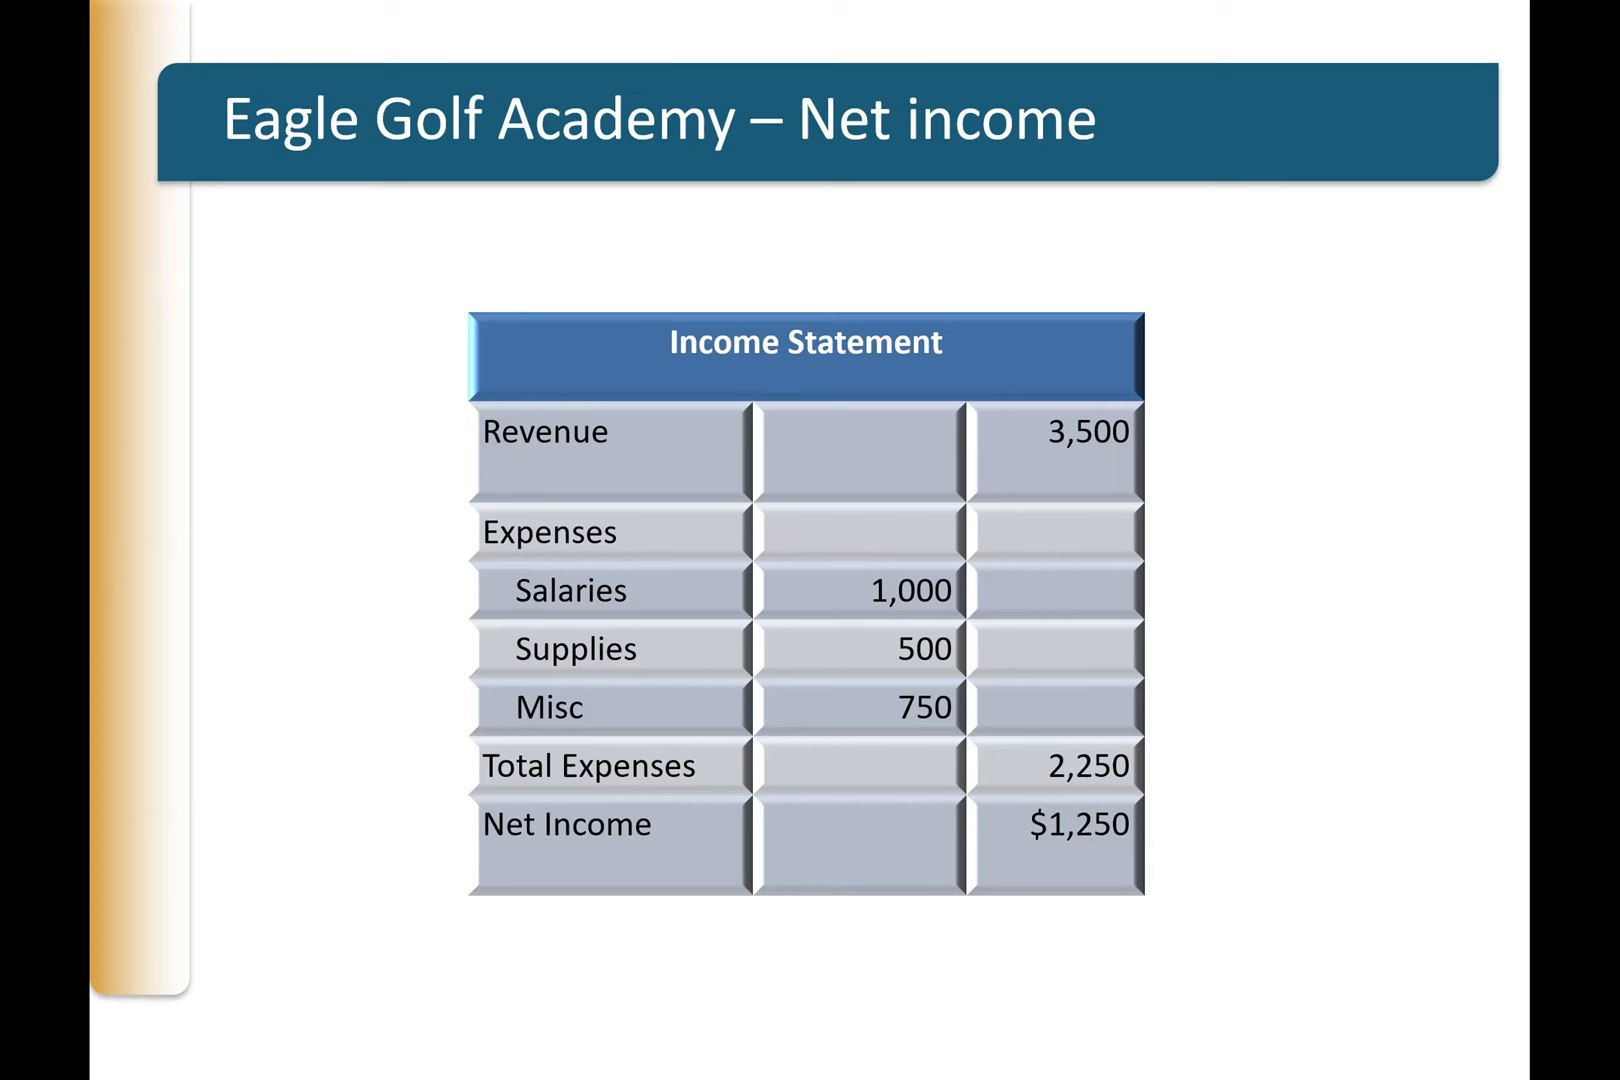 Eagle Golf Academy – Net income
Income Statement
Revenue 3,500
Expenses
Salaries 1,000
Supplies 500
Misc 750
Total Expenses 2,250
Net Income $1,250